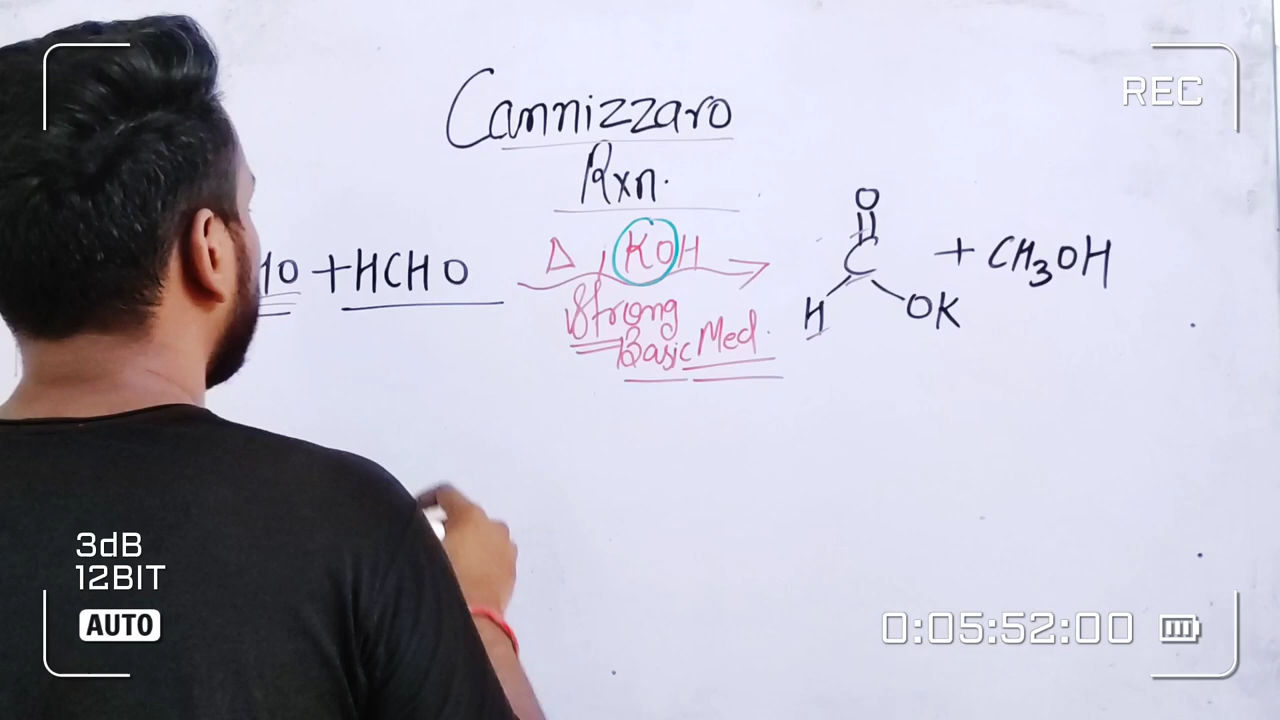 REC
Cannizzaro
Rxn.
+ HCHO
Δ, KOH
Strong
Basic Med.
O
C
H OK
+ CH3OH
3dB
12BIT
AUTO
0:05:52:00